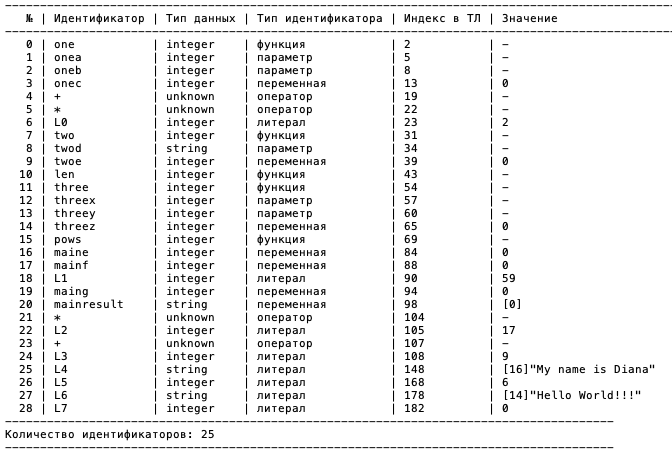 № | Идентификатор | Тип данных | Тип идентификатора | Индекс в ТЛ | Значение
0 | one | integer | функция | 2 | –
1 | onea | integer | параметр | 5 | –
2 | oneb | integer | параметр | 8 | –
3 | onec | integer | переменная | 13 | 0
4 | + | unknown | оператор | 19 | –
5 | * | unknown | оператор | 22 | –
6 | L0 | integer | литерал | 23 | 2
7 | two | integer | функция | 31 | –
8 | twod | string | параметр | 34 | –
9 | twoe | integer | переменная | 39 | 0
10 | len | integer | функция | 43 | –
11 | three | integer | функция | 54 | –
12 | threex | integer | параметр | 57 | –
13 | threey | integer | параметр | 60 | –
14 | threez | integer | переменная | 65 | 0
15 | pows | integer | функция | 69 | –
16 | maine | integer | переменная | 84 | 0
17 | mainf | integer | переменная | 88 | 0
18 | L1 | integer | литерал | 90 | 59
19 | maing | integer | переменная | 94 | 0
20 | mainresult | string | переменная | 98 | [0]
21 | * | unknown | оператор | 104 | –
22 | L2 | integer | литерал | 105 | 17
23 | + | unknown | оператор | 107 | –
24 | L3 | integer | литерал | 108 | 9
25 | L4 | string | литерал | 148 | [16]"My name is Diana"
26 | L5 | integer | литерал | 168 | 6
27 | L6 | string | литерал | 178 | [14]"Hello World!!!"
28 | L7 | integer | литерал | 182 | 0
Количество идентификаторов: 25